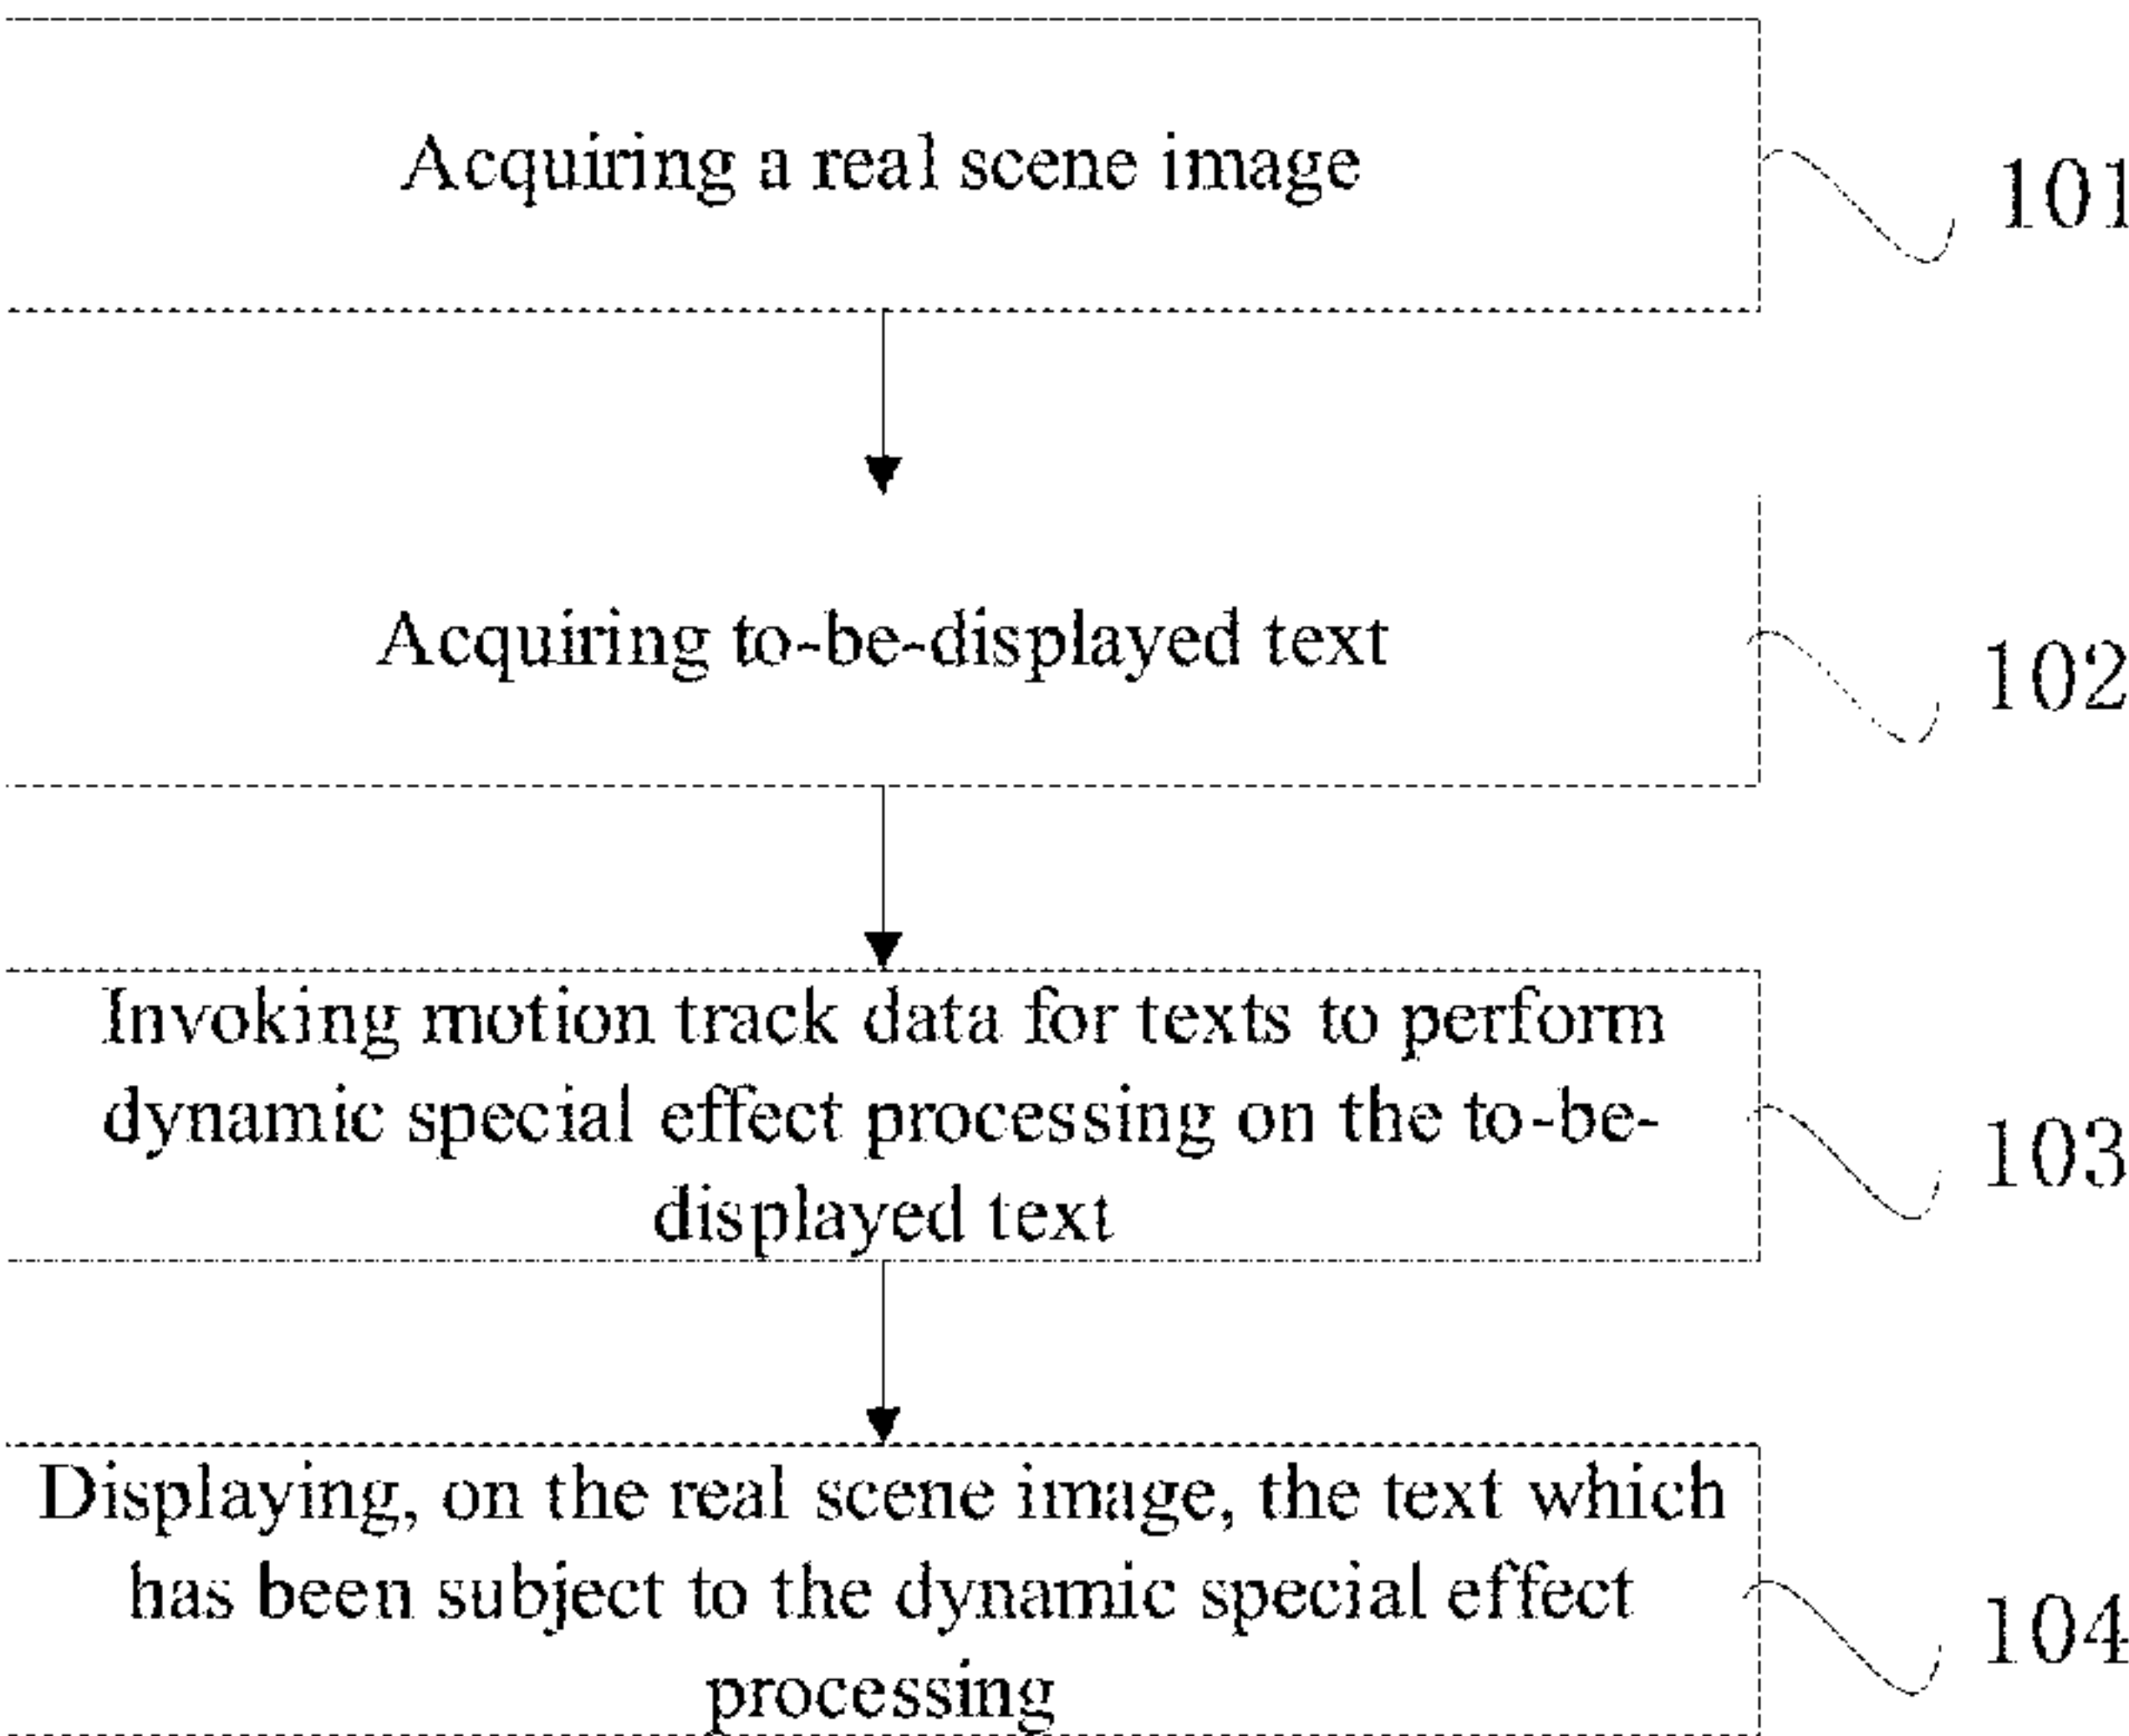 Acquiring a real scene image
101
Acquiring to-be-displayed text
102
Invoking motion track data for texts to perform
dynamic special effect processing on the to-be-
displayed text
103
Displaying, on the real scene image, the text which
has been subject to the dynamic special effect
processing
104